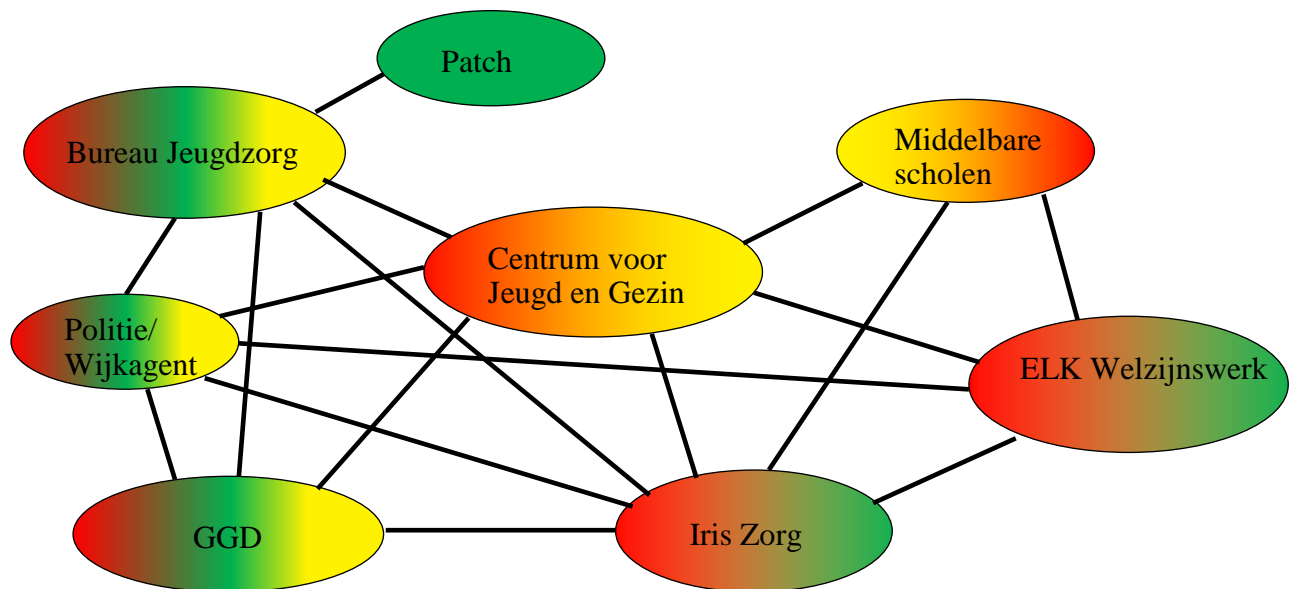 Patch
Bureau Jeugdzorg
Middelbare
scholen
Centrum voor
Jeugd en Gezin
Politie/
Wijkagent
ELK Welzijnswerk
GGD
Iris Zorg